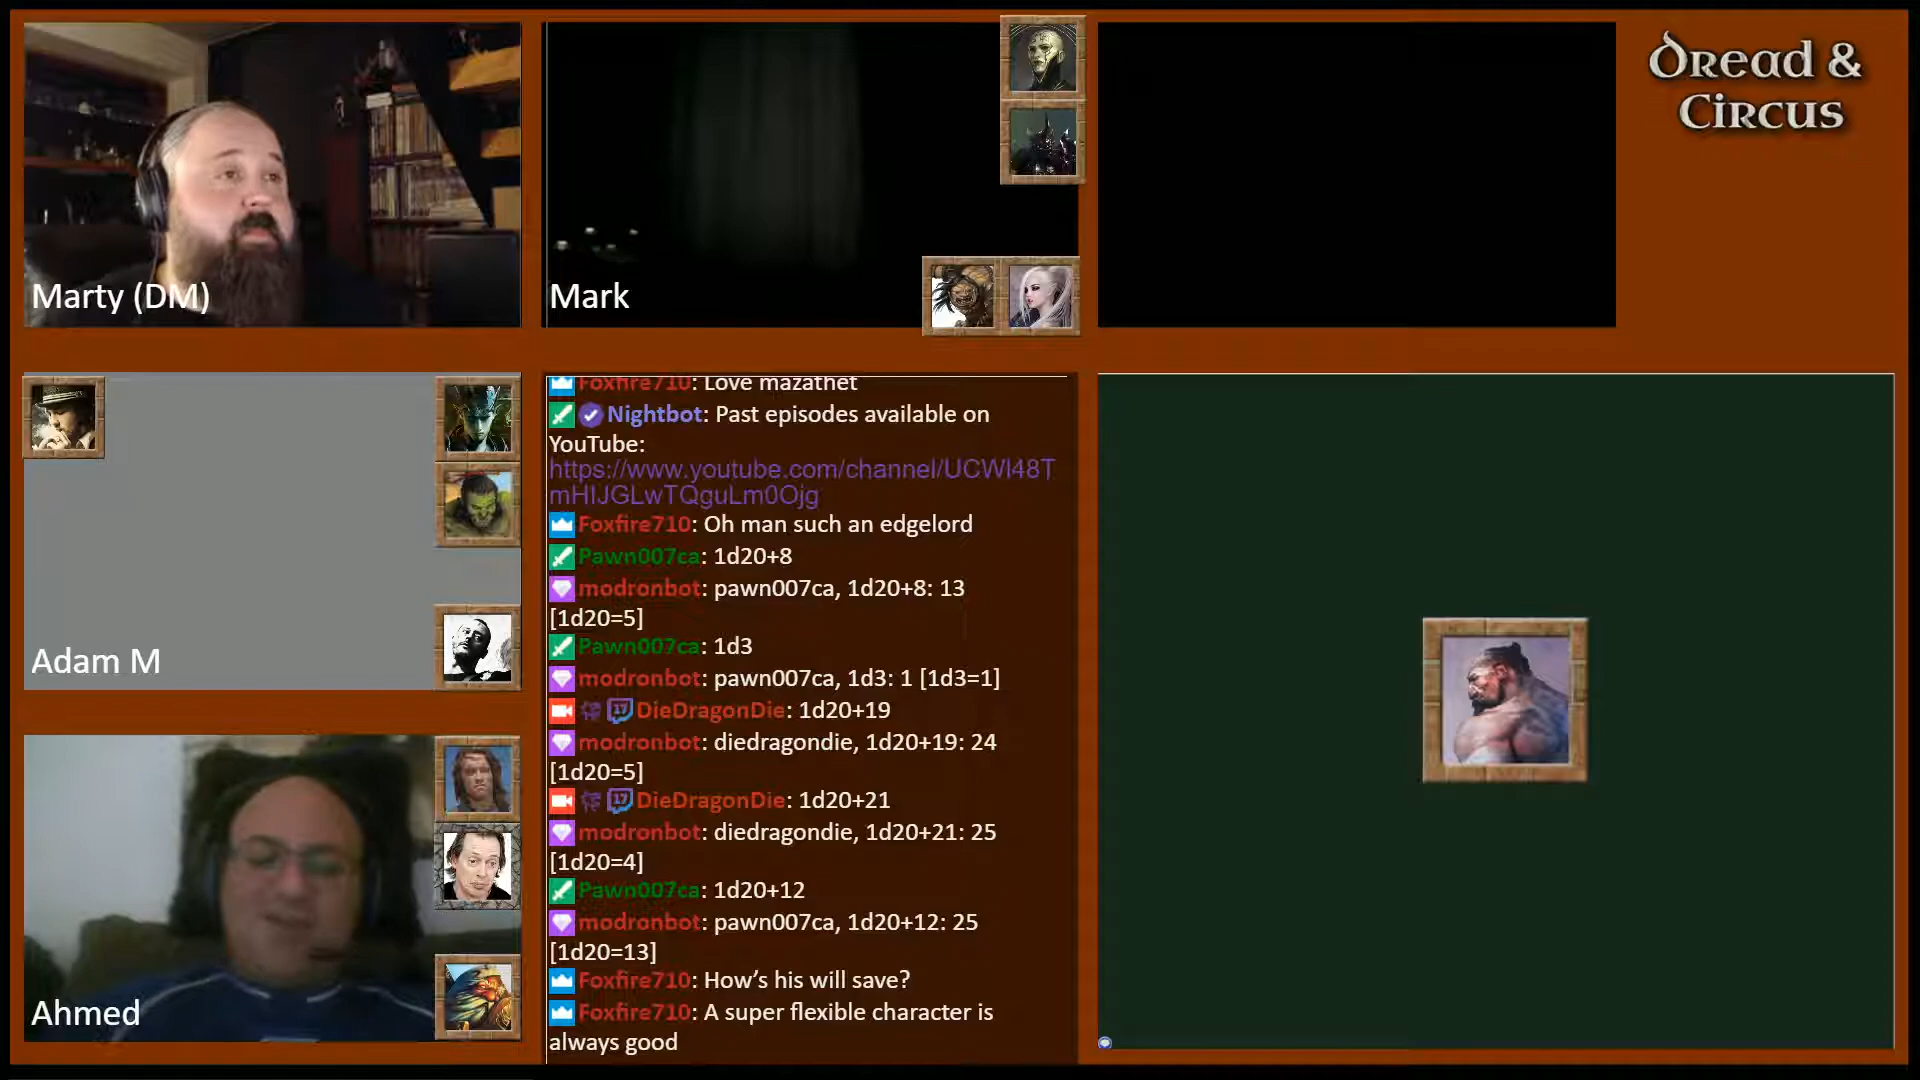 Dread &
Circus
Marty (DM)
Mark
Adam M
Ahmed
Foxfire710: Love mazathet
Nightbot: Past episodes available on
YouTube:
https://www.youtube.com/channel/UCWl48T
mHIJGLwTQguLm0Ojg
Foxfire710: Oh man such an edgelord
Pawn007ca: 1d20+8
modronbot: pawn007ca, 1d20+8: 13
[1d20=5]
Pawn007ca: 1d3
modronbot: pawn007ca, 1d3: 1 [1d3=1]
17 DieDragonDie: 1d20+19
modronbot: diedragondie, 1d20+19: 24
[1d20=5]
17 DieDragonDie: 1d20+21
modronbot: diedragondie, 1d20+21: 25
[1d20=4]
Pawn007ca: 1d20+12
modronbot: pawn007ca, 1d20+12: 25
[1d20=13]
Foxfire710: How’s his will save?
Foxfire710: A super flexible character is
always good